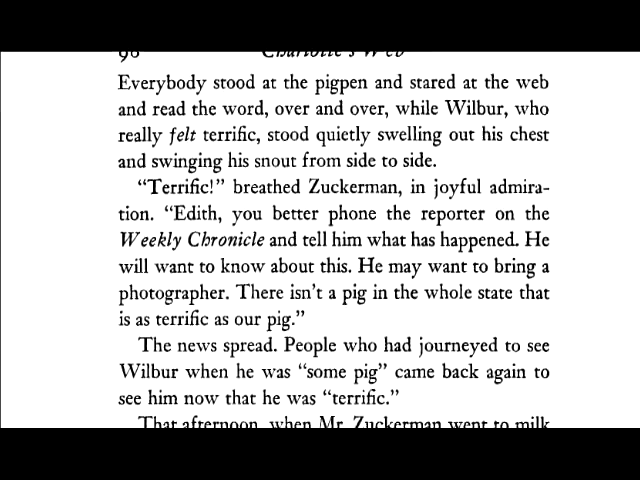 96 Charlotte's Web
Everybody stood at the pigpen and stared at the web
and read the word, over and over, while Wilbur, who
really felt terrific, stood quietly swelling out his chest
and swinging his snout from side to side.
“Terrific!” breathed Zuckerman, in joyful admira-
tion. “Edith, you better phone the reporter on the
Weekly Chronicle and tell him what has happened. He
will want to know about this. He may want to bring a
photographer. There isn't a pig in the whole state that
is as terrific as our pig.”
The news spread. People who had journeyed to see
Wilbur when he was “some pig” came back again to
see him now that he was “terrific.”
That afternoon, when Mr. Zuckerman went to milk